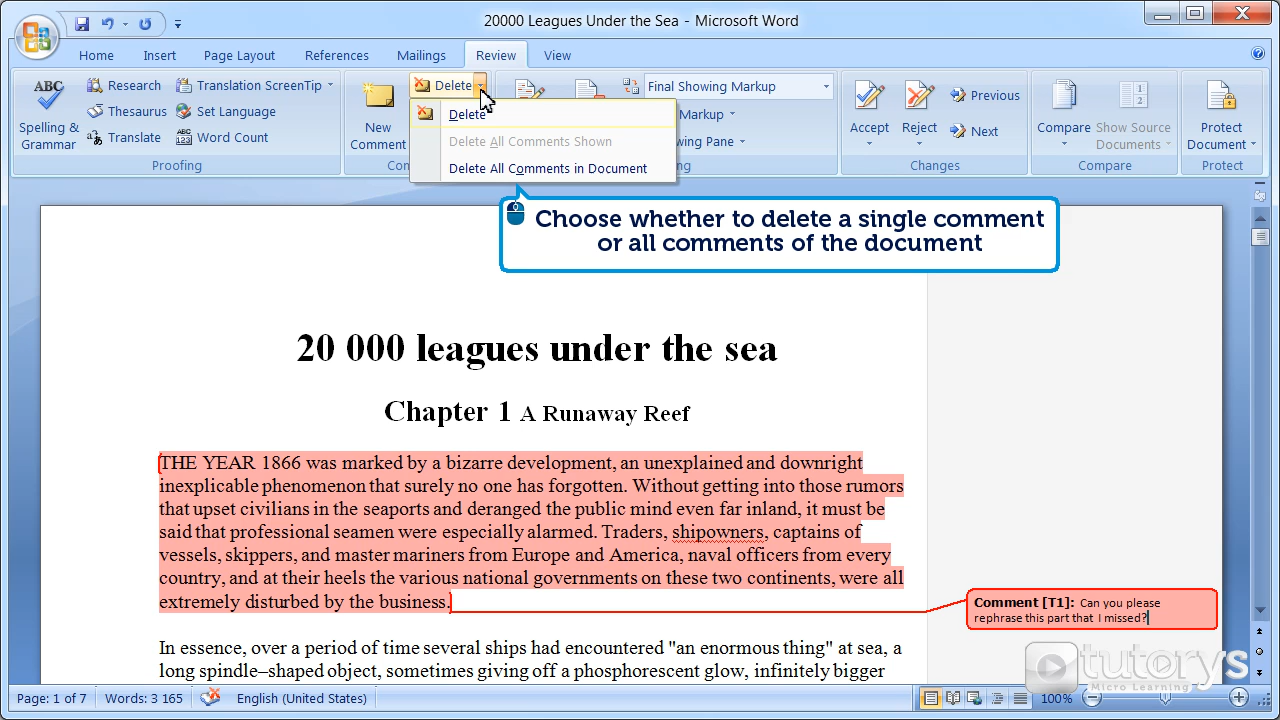 20000 Leagues Under the Sea - Microsoft Word
Home Insert Page Layout References Mailings Review View
ABC
Spelling &
Grammar
Research
Thesaurus
Translate
Translation ScreenTip
Set Language
ABC
123
Word Count
Proofing
New
Comment
Delete
Delete
Delete All Comments Shown
Delete All Comments in Document
Final Showing Markup
Markup
wing Pane
ng
Accept
Reject
Previous
Next
Changes
Compare
Show Source
Documents
Compare
Protect
Document
Protect
Choose whether to delete a single comment
or all comments of the document
20 000 leagues under the sea
Chapter 1 A Runaway Reef
THE YEAR 1866 was marked by a bizarre development, an unexplained and downright
inexplicable phenomenon that surely no one has forgotten. Without getting into those rumors
that upset civilians in the seaports and deranged the public mind even far inland, it must be
said that professional seamen were especially alarmed. Traders, shipowners, captains of
vessels, skippers, and master mariners from Europe and America, naval officers from every
country, and at their heels the various national governments on these two continents, were all
extremely disturbed by the business.
Comment [T1]: Can you please
rephrase this part that I missed?
In essence, over a period of time several ships had encountered "an enormous thing" at sea, a
long spindle–shaped object, sometimes giving off a phosphorescent glow, infinitely bigger
tutorys
Micro Learning
Page: 1 of 7 Words: 3 165 English (United States) 100%